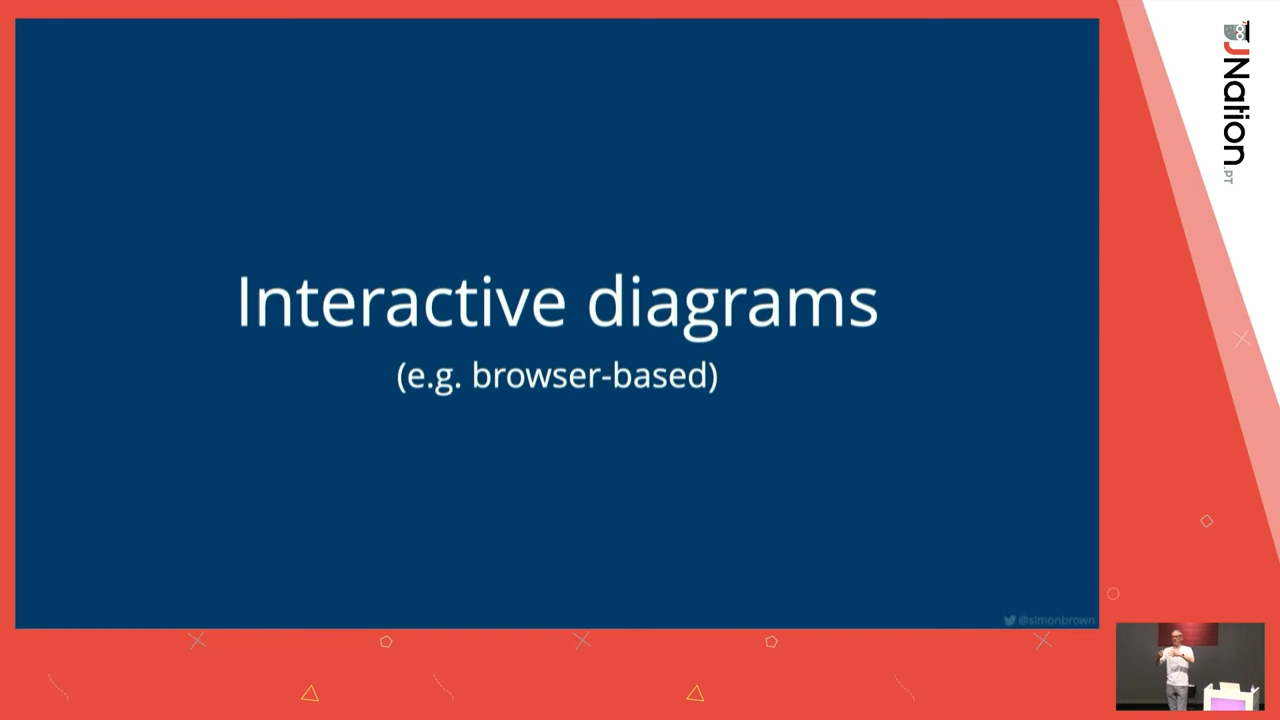 Interactive diagrams
(e.g. browser-based)
@simonbrown
JNation
.PT